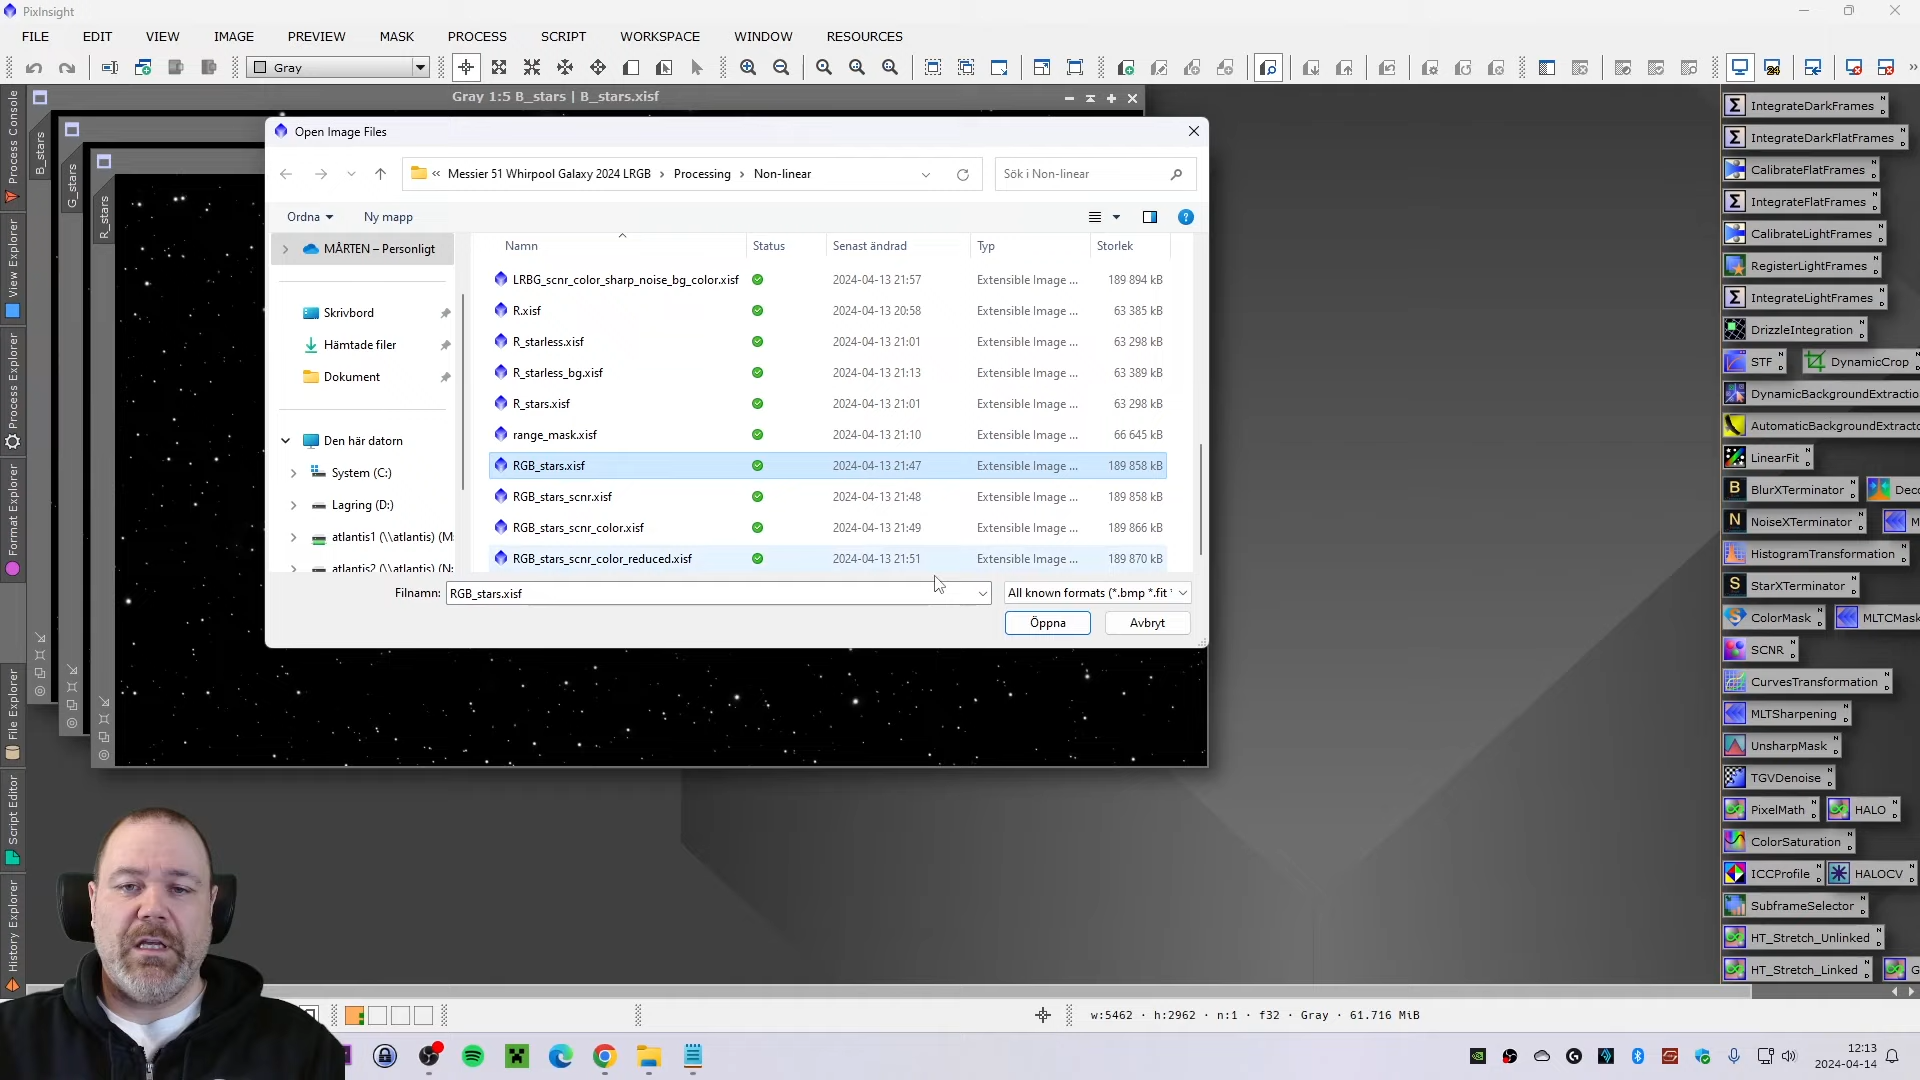 PixInsight
FILE EDIT VIEW IMAGE PREVIEW MASK PROCESS SCRIPT WORKSPACE WINDOW RESOURCES
Gray
Gray 1:5 B_stars | B_stars.xisf
Process Console
View Explorer
Process Explorer
Format Explorer
File Explorer
Script Editor
History Explorer
B_stars
G_stars
R_stars
Open Image Files
« Messier 51 Whirpool Galaxy 2024 LRGB › Processing › Non-linear
Sök i Non-linear
Ordna Ny mapp
MÅRTEN – Personligt
Skrivbord
Hämtade filer
Dokument
Den här datorn
System (C:)
Lagring (D:)
atlantis1 (\\atlantis) (M:
atlantis2 (\\atlantis) (N:
Namn Status Senast ändrad Typ Storlek
LRBG_scnr_color_sharp_noise_bg_color.xisf 2024-04-13 21:57 Extensible Image ... 189 894 kB
R.xisf 2024-04-13 20:58 Extensible Image ... 63 385 kB
R_starless.xisf 2024-04-13 21:01 Extensible Image ... 63 298 kB
R_starless_bg.xisf 2024-04-13 21:13 Extensible Image ... 63 389 kB
R_stars.xisf 2024-04-13 21:01 Extensible Image ... 63 298 kB
range_mask.xisf 2024-04-13 21:10 Extensible Image ... 66 645 kB
RGB_stars.xisf 2024-04-13 21:47 Extensible Image ... 189 858 kB
RGB_stars_scnr.xisf 2024-04-13 21:48 Extensible Image ... 189 858 kB
RGB_stars_scnr_color.xisf 2024-04-13 21:49 Extensible Image ... 189 866 kB
RGB_stars_scnr_color_reduced.xisf 2024-04-13 21:51 Extensible Image ... 189 870 kB
Filnamn: RGB_stars.xisf All known formats (*.bmp *.fit *
Öppna Avbryt
IntegrateDarkFrames
IntegrateDarkFlatFrames
CalibrateFlatFrames
IntegrateFlatFrames
CalibrateLightFrames
RegisterLightFrames
IntegrateLightFrames
DrizzleIntegration
STF DynamicCrop
DynamicBackgroundExtractio
AutomaticBackgroundExtracto
LinearFit
BlurXTerminator Deco
NoiseXTerminator M
HistogramTransformation
StarXTerminator
ColorMask MLTCMask
SCNR
CurvesTransformation
MLTSharpening
UnsharpMask
TGVDenoise
PixelMath HALO
ColorSaturation
ICCProfile HALOCV
SubframeSelector
HT_Stretch_Unlinked
HT_Stretch_Linked G
w:5462 · h:2962 · n:1 · f32 · Gray · 61.716 MiB
12:13
2024-04-14